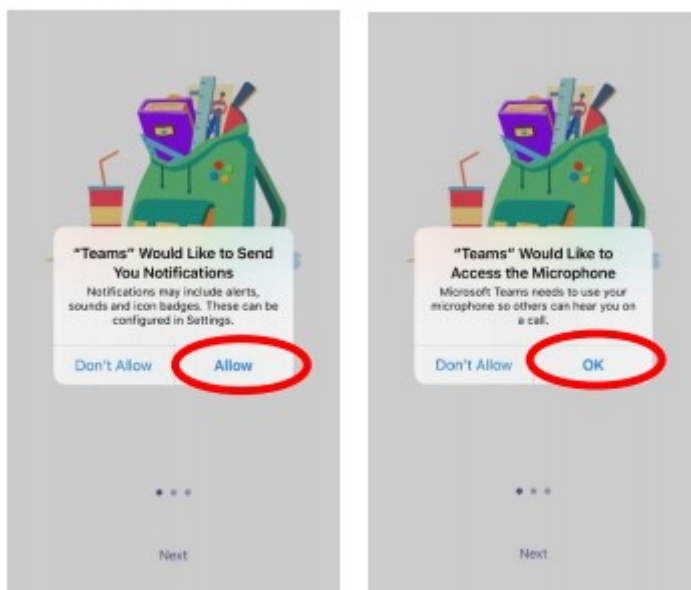 "Teams" Would Like to Send
You Notifications
Notifications may include alerts,
sounds and icon badges. These can be
configured in Settings.
Don't Allow
Allow
Next
"Teams" Would Like to
Access the Microphone
Microsoft Teams needs to use your
microphone so others can hear you on
a call.
Don't Allow
OK
Next